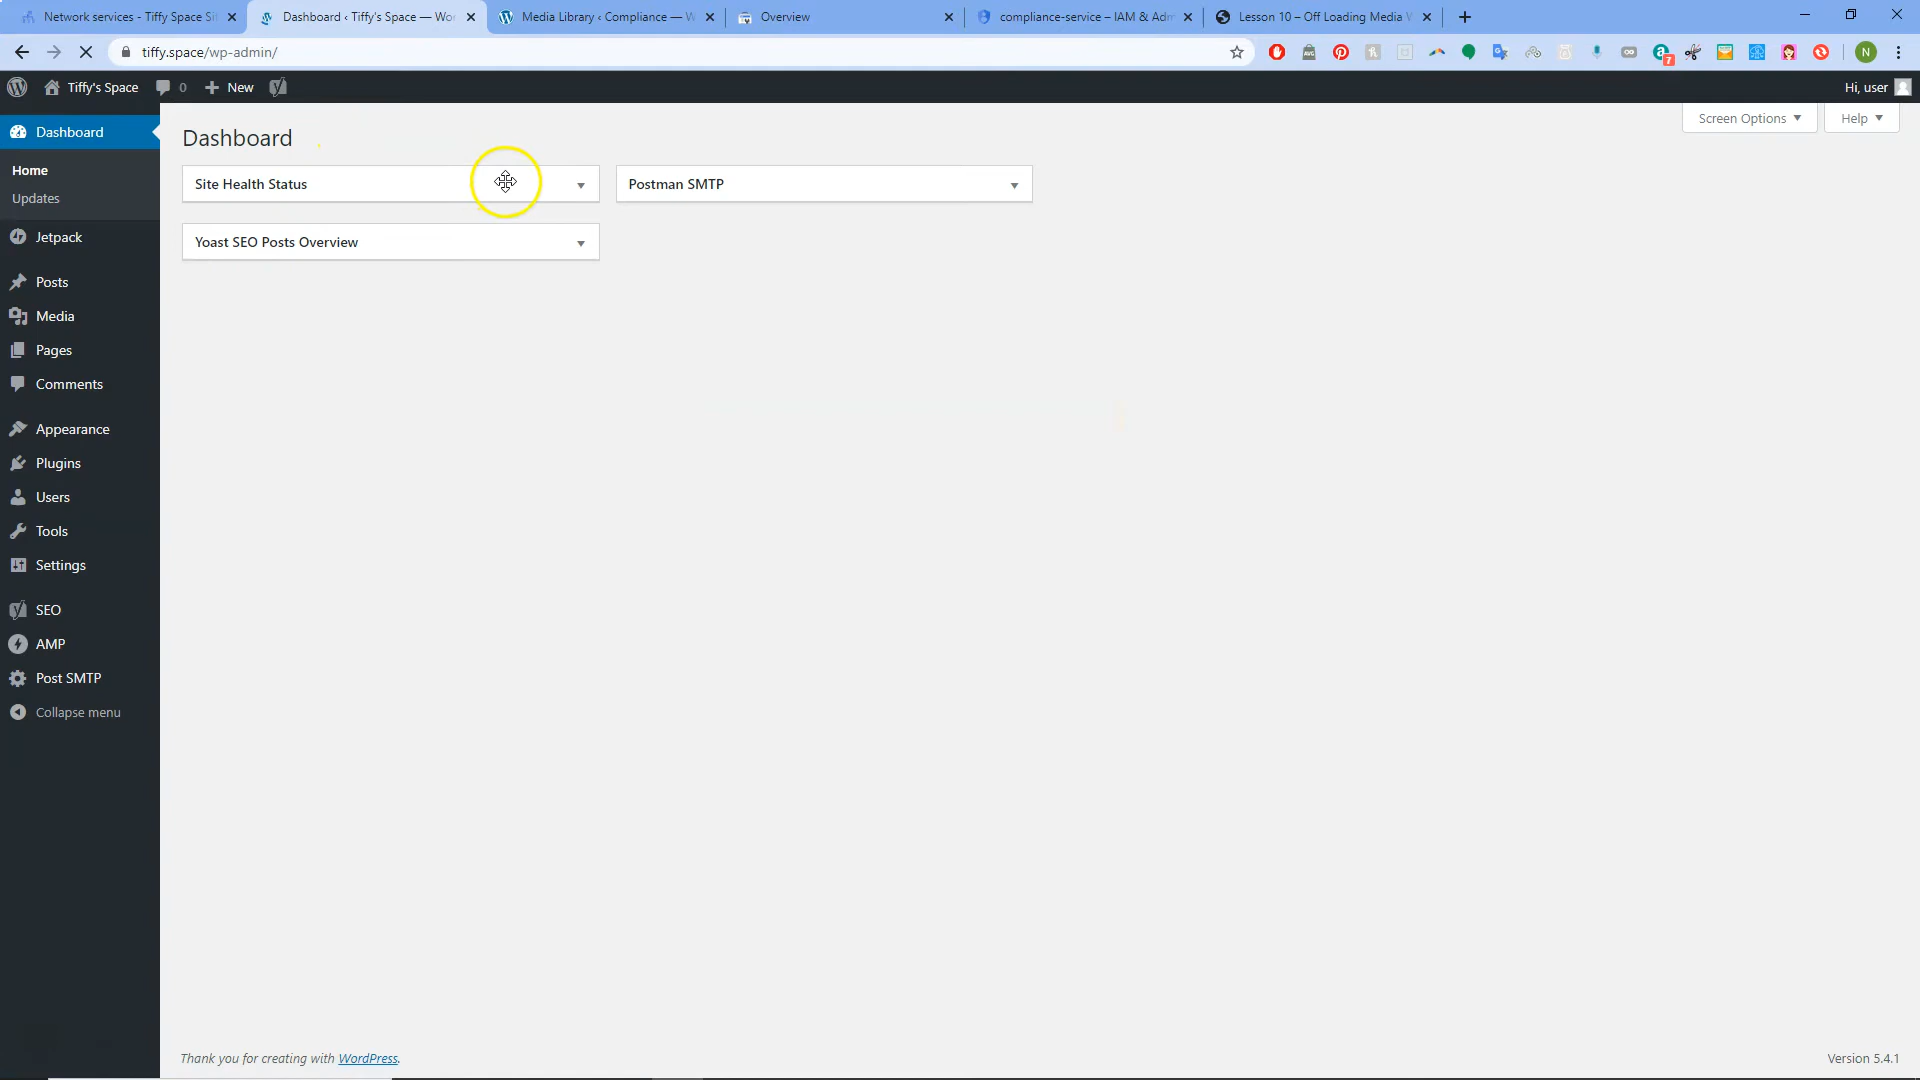 Network services - Tiffy Space Si
Dashboard ‹ Tiffy's Space — Wo
Media Library ‹ Compliance — W
Overview
compliance-service – IAM & Adm
Lesson 10 – Off Loading Media W
tiffy.space/wp-admin/
7
N
Tiffy's Space
0
New
Hi, user
Dashboard
Home
Updates
Jetpack
Posts
Media
Pages
Comments
Appearance
Plugins
Users
Tools
Settings
SEO
AMP
Post SMTP
Collapse menu
Dashboard
Screen Options
Help
Site Health Status
Postman SMTP
Yoast SEO Posts Overview
Thank you for creating with WordPress.
Version 5.4.1